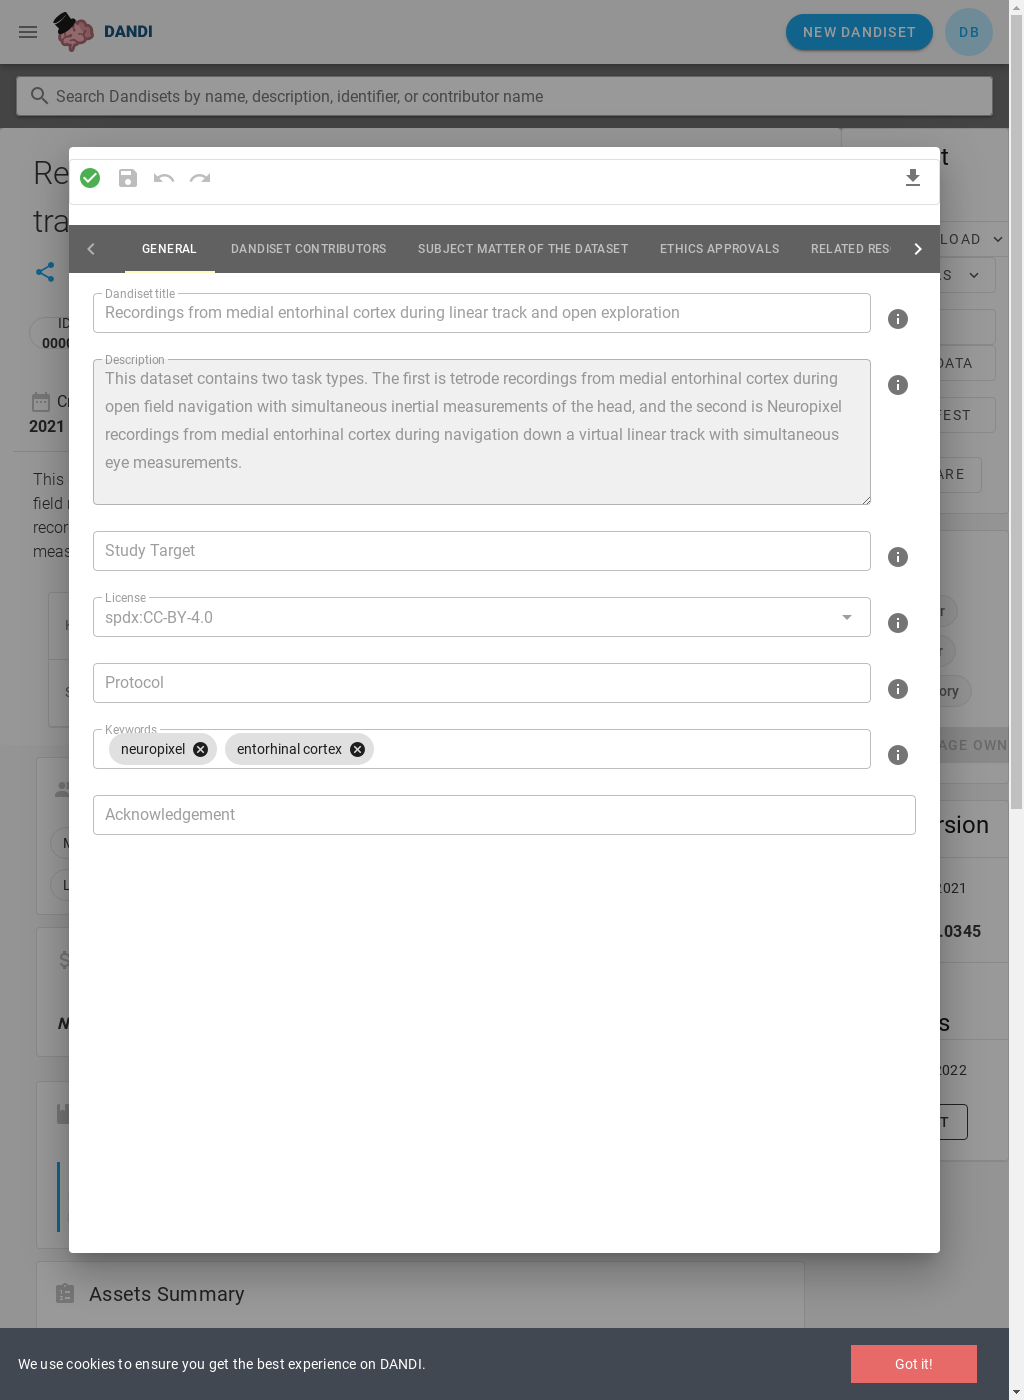 DANDI
NEW DANDISET
DB
Search Dandisets by name, description, identifier, or contributor name
GENERAL
DANDISET CONTRIBUTORS
SUBJECT MATTER OF THE DATASET
ETHICS APPROVALS
RELATED RES
Dandiset title
Recordings from medial entorhinal cortex during linear track and open exploration
Description
This dataset contains two task types. The first is tetrode recordings from medial entorhinal cortex during
open field navigation with simultaneous inertial measurements of the head, and the second is Neuropixel
recordings from medial entorhinal cortex during navigation down a virtual linear track with simultaneous
eye measurements.
Study Target
License
spdx:CC-BY-4.0
Protocol
Keywords
neuropixel
entorhinal cortex
Acknowledgement
Re
tra
ID
0000
2021
This
field
recor
meas
LOAD
DATA
EST
ARE
ory
AGE OWN
rsion
2021
.0345
s
2022
T
Assets Summary
We use cookies to ensure you get the best experience on DANDI.
Got it!